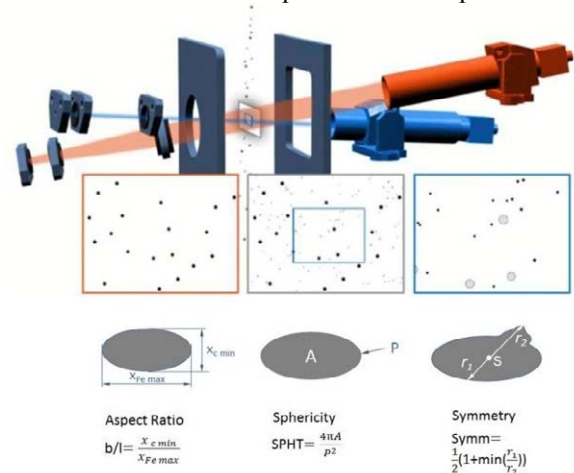 x_c min
x_Fe max
A
P
r_1
S
r_2
Aspect Ratio
b/l= x_c min / x_Fe max
Sphericity
SPHT= 4πA / P²
Symmetry
Symm=
1/2(1+min(r_1/r_2))